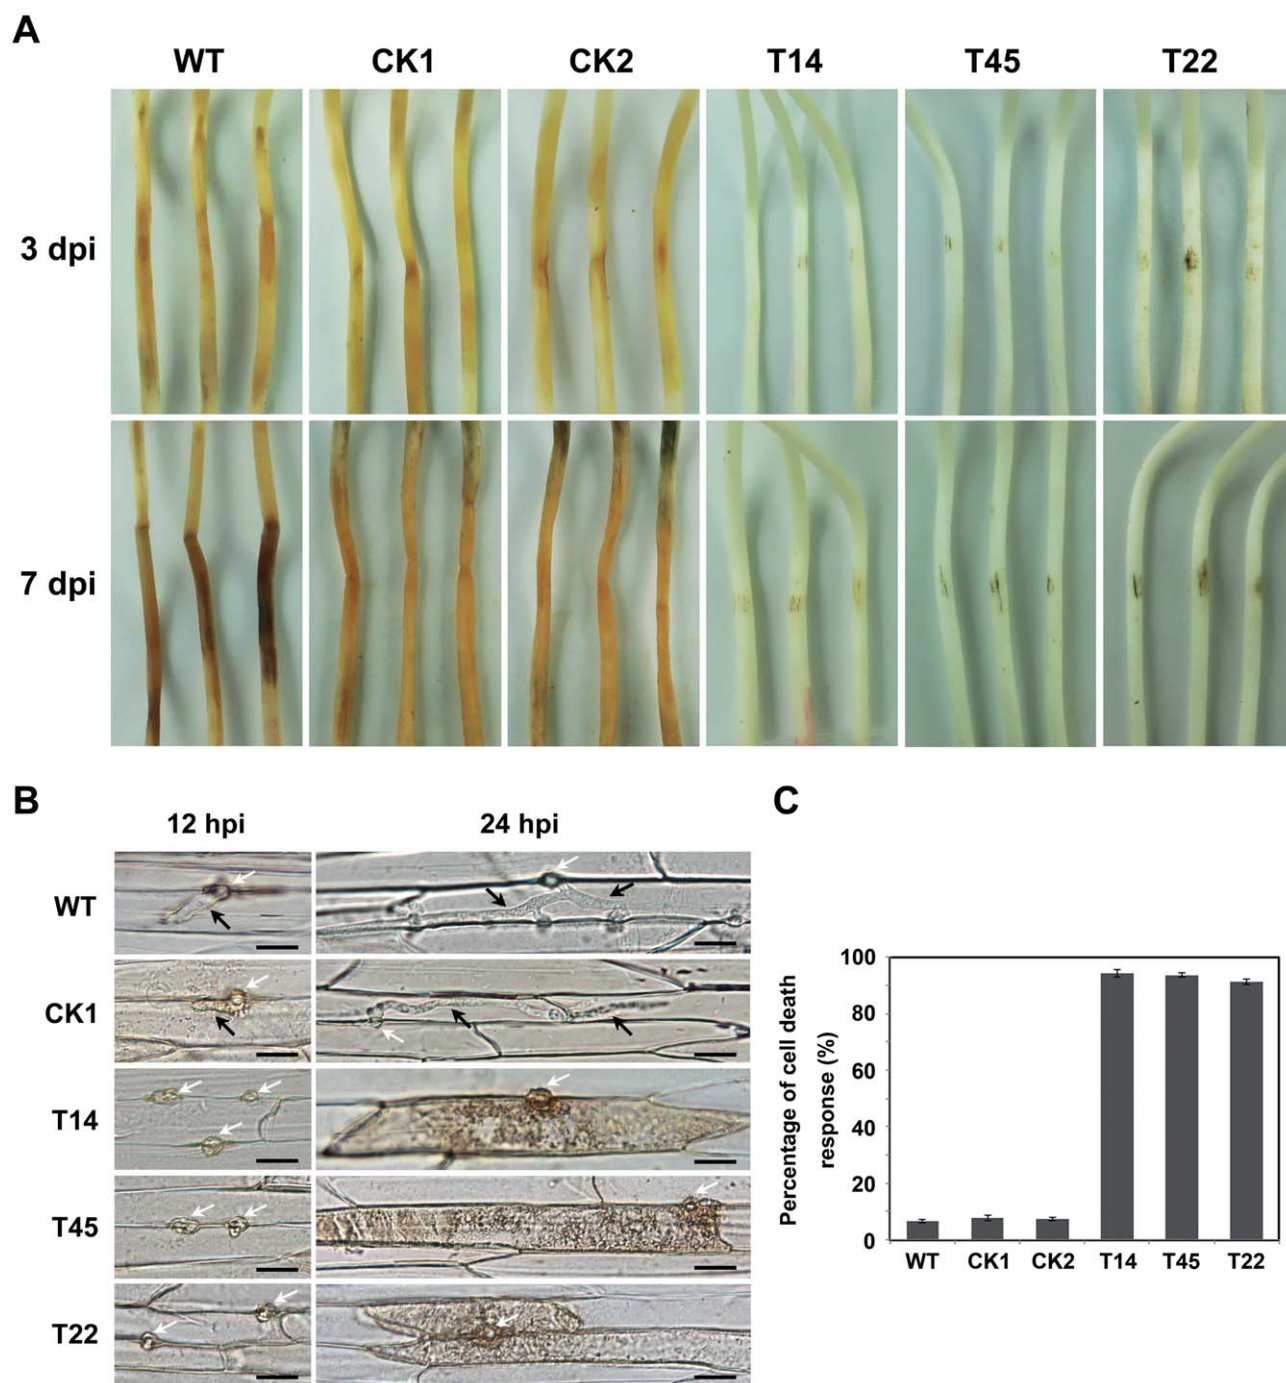 A
WT CK1 CK2 T14 T45 T22
3 dpi
7 dpi
B
12 hpi 24 hpi
WT
CK1
T14
T45
T22
C
Percentage of cell death
response (%)
100
80
60
40
20
0
WT CK1 CK2 T14 T45 T22